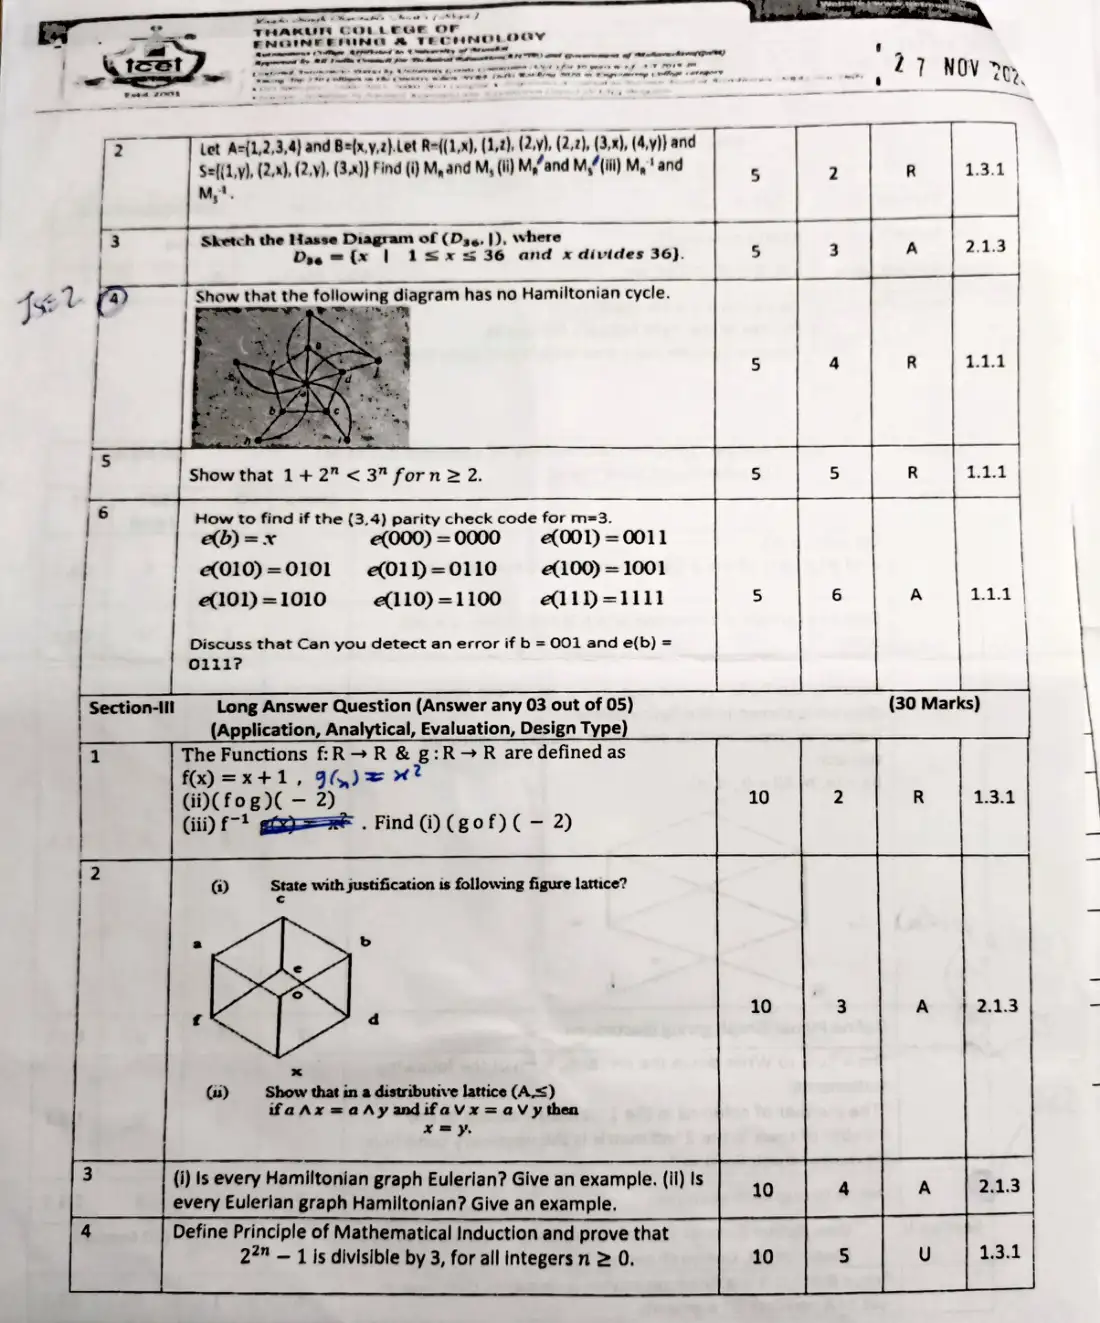 THAKUR COLLEGE OF
ENGINEERING & TECHNOLOGY
tcet
Estd. 2001
27 NOV 202
2 Let A={1,2,3,4} and B={x,y,z}.Let R={(1,x), (1,z), (2,y), (2,z), (3,x), (4,y)} and
S={(1,y), (2,x), (2,y), (3,x)} Find (i) M_R and M_S (ii) M_R' and M_S' (iii) M_R⁻¹ and
M_S⁻¹ .
5 2 R 1.3.1
3 Sketch the Hasse Diagram of (D₃₆, |), where
D₃₆ = {x | 1 ≤ x ≤ 36 and x divides 36}.
5 3 A 2.1.3
4 Show that the following diagram has no Hamiltonian cycle.
5 4 R 1.1.1
5 Show that 1 + 2ⁿ < 3ⁿ for n ≥ 2.
5 5 R 1.1.1
6 How to find if the (3,4) parity check code for m=3.
e(b) = x e(000) = 0000 e(001) = 0011
e(010) = 0101 e(011) = 0110 e(100) = 1001
e(101) = 1010 e(110) = 1100 e(111) = 1111
Discuss that Can you detect an error if b = 001 and e(b) =
0111?
5 6 A 1.1.1
Section-III Long Answer Question (Answer any 03 out of 05) (30 Marks)
(Application, Analytical, Evaluation, Design Type)
1 The Functions f: R → R & g : R → R are defined as
f(x) = x + 1 , g(x) = x²
(ii)( f o g )( − 2)
(iii) f⁻¹ g(x) = x² . Find (i) ( g o f ) ( − 2)
10 2 R 1.3.1
2 (i) State with justification is following figure lattice?
c
a b
e
o
f d
x
(ii) Show that in a distributive lattice (A,≤)
if a ∧ x = a ∧ y and if a ∨ x = a ∨ y then
x = y.
10 3 A 2.1.3
3 (i) Is every Hamiltonian graph Eulerian? Give an example. (ii) Is
every Eulerian graph Hamiltonian? Give an example.
10 4 A 2.1.3
4 Define Principle of Mathematical Induction and prove that
2²ⁿ − 1 is divisible by 3, for all integers n ≥ 0.
10 5 U 1.3.1